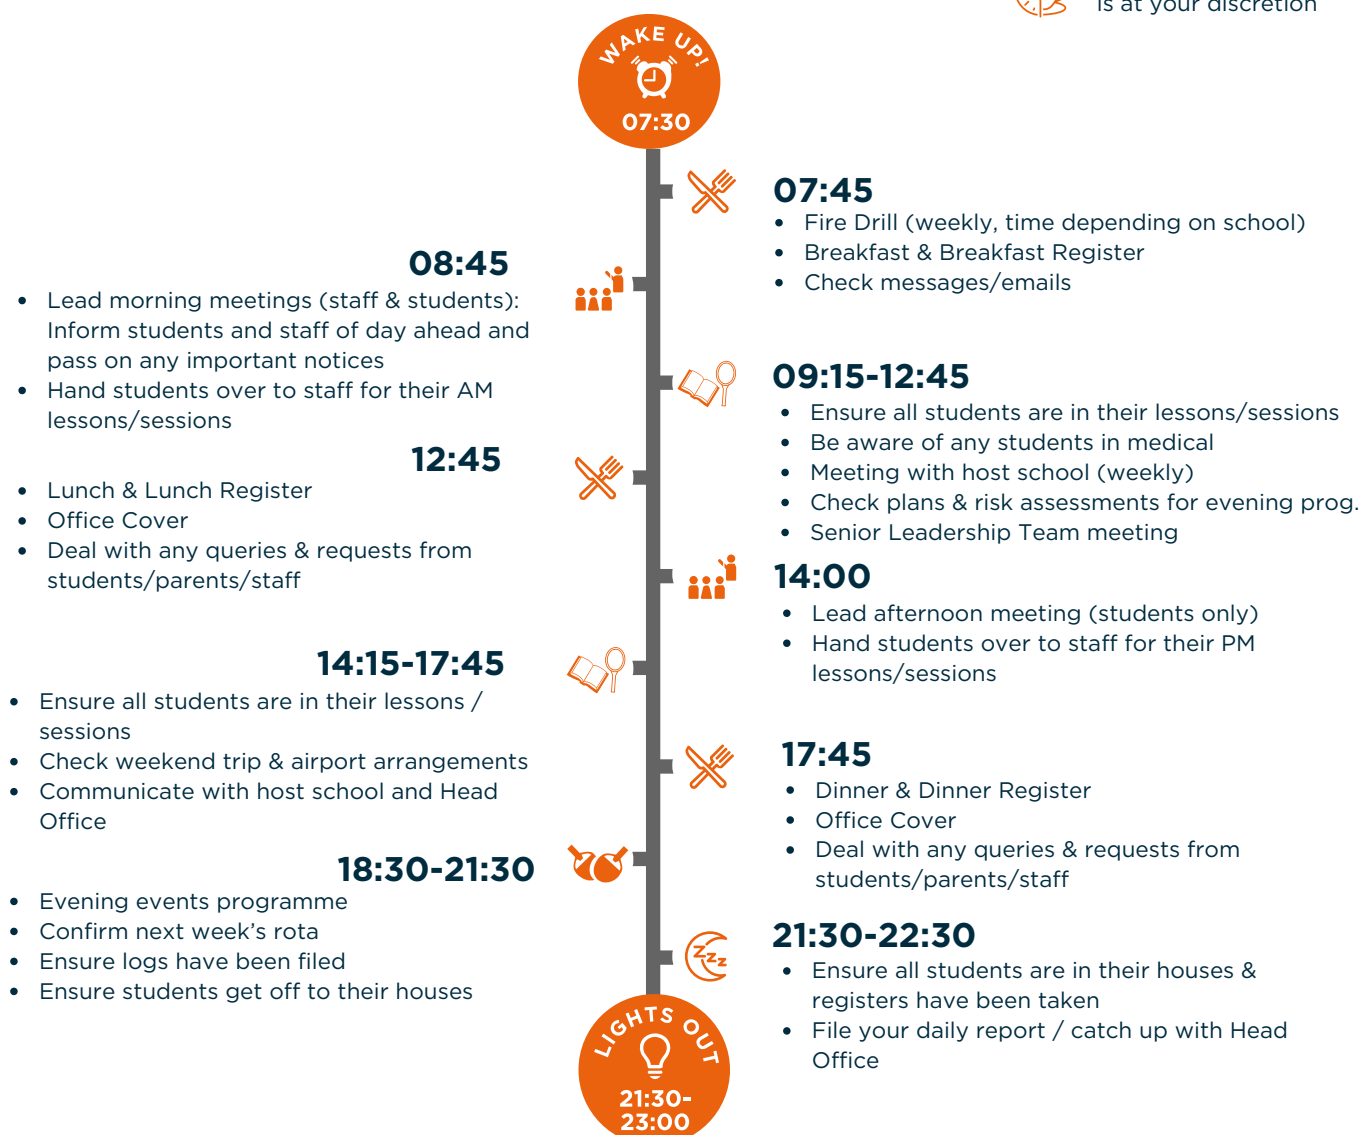 is at your discretion
WAKE UP!
07:30
07:45
• Fire Drill (weekly, time depending on school)
• Breakfast & Breakfast Register
• Check messages/emails
08:45
• Lead morning meetings (staff & students):
Inform students and staff of day ahead and
pass on any important notices
• Hand students over to staff for their AM
lessons/sessions
09:15-12:45
• Ensure all students are in their lessons/sessions
• Be aware of any students in medical
• Meeting with host school (weekly)
• Check plans & risk assessments for evening prog.
• Senior Leadership Team meeting
12:45
• Lunch & Lunch Register
• Office Cover
• Deal with any queries & requests from
students/parents/staff
14:00
• Lead afternoon meeting (students only)
• Hand students over to staff for their PM
lessons/sessions
14:15-17:45
• Ensure all students are in their lessons /
sessions
• Check weekend trip & airport arrangements
• Communicate with host school and Head
Office
17:45
• Dinner & Dinner Register
• Office Cover
• Deal with any queries & requests from
students/parents/staff
18:30-21:30
• Evening events programme
• Confirm next week's rota
• Ensure logs have been filed
• Ensure students get off to their houses
21:30-22:30
• Ensure all students are in their houses &
registers have been taken
• File your daily report / catch up with Head
Office
zzz
LIGHTS OUT
21:30-
23:00